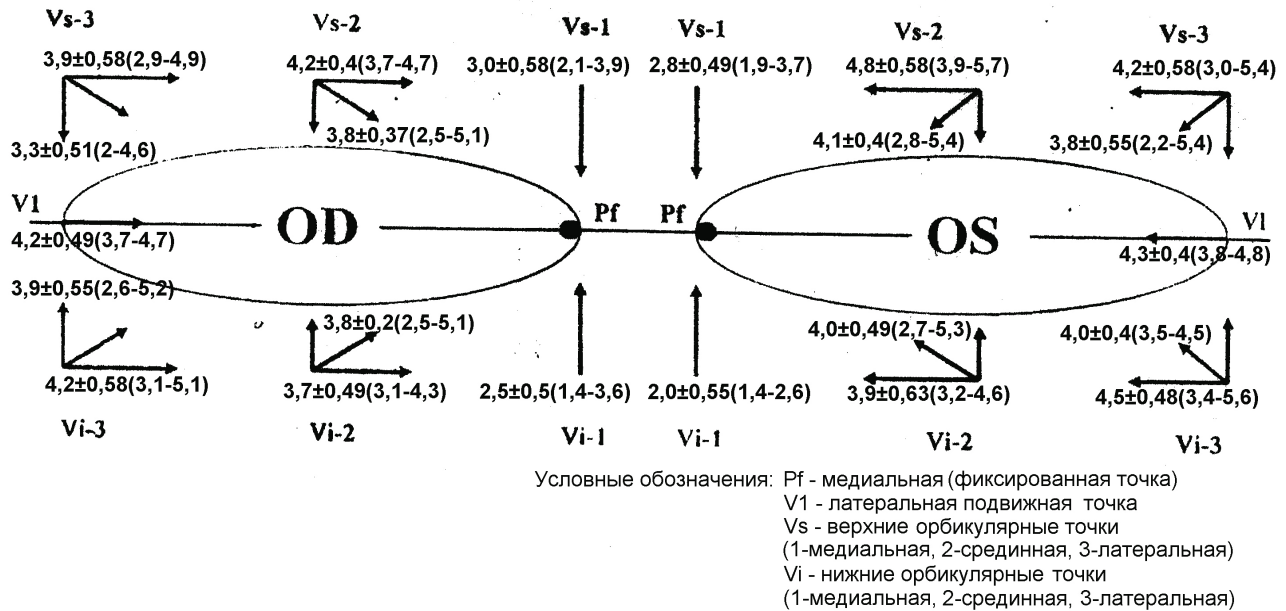 Vs-3 Vs-2 Vs-1 Vs-1 Vs-2 Vs-3
3,9±0,58(2,9-4,9) 4,2±0,4(3,7-4,7) 3,0±0,58(2,1-3,9) 2,8±0,49(1,9-3,7) 4,8±0,58(3,9-5,7) 4,2±0,58(3,0-5,4)
3,3±0,51(2-4,6) 3,8±0,37(2,5-5,1) 4,1±0,4(2,8-5,4) 3,8±0,55(2,2-5,4)
V1 OD Pf Pf OS Vl
4,2±0,49(3,7-4,7) 4,3±0,4(3,8-4,8)
3,9±0,55(2,6-5,2)
3,8±0,2(2,5-5,1) 4,0±0,49(2,7-5,3) 4,0±0,4(3,5-4,5)
4,2±0,58(3,1-5,1) 3,7±0,49(3,1-4,3) 2,5±0,5(1,4-3,6) 2,0±0,55(1,4-2,6) 3,9±0,63(3,2-4,6) 4,5±0,48(3,4-5,6)
Vi-3 Vi-2 Vi-1 Vi-1 Vi-2 Vi-3
Условные обозначения: Pf - медиальная (фиксированная точка)
V1 - латеральная подвижная точка
Vs - верхние орбикулярные точки
(1-медиальная, 2-срединная, 3-латеральная)
Vi - нижние орбикулярные точки
(1-медиальная, 2-срединная, 3-латеральная)